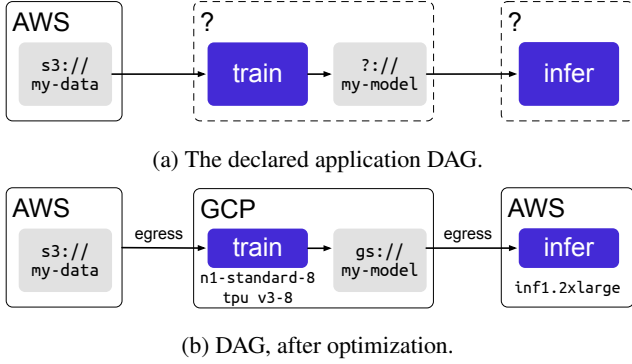 AWS
?
?
s3://
my-data
train
?://
my-model
infer
(a) The declared application DAG.
AWS
GCP
AWS
s3://
my-data
egress
train
n1-standard-8
tpu v3-8
gs://
my-model
egress
infer
inf1.2xlarge
(b) DAG, after optimization.